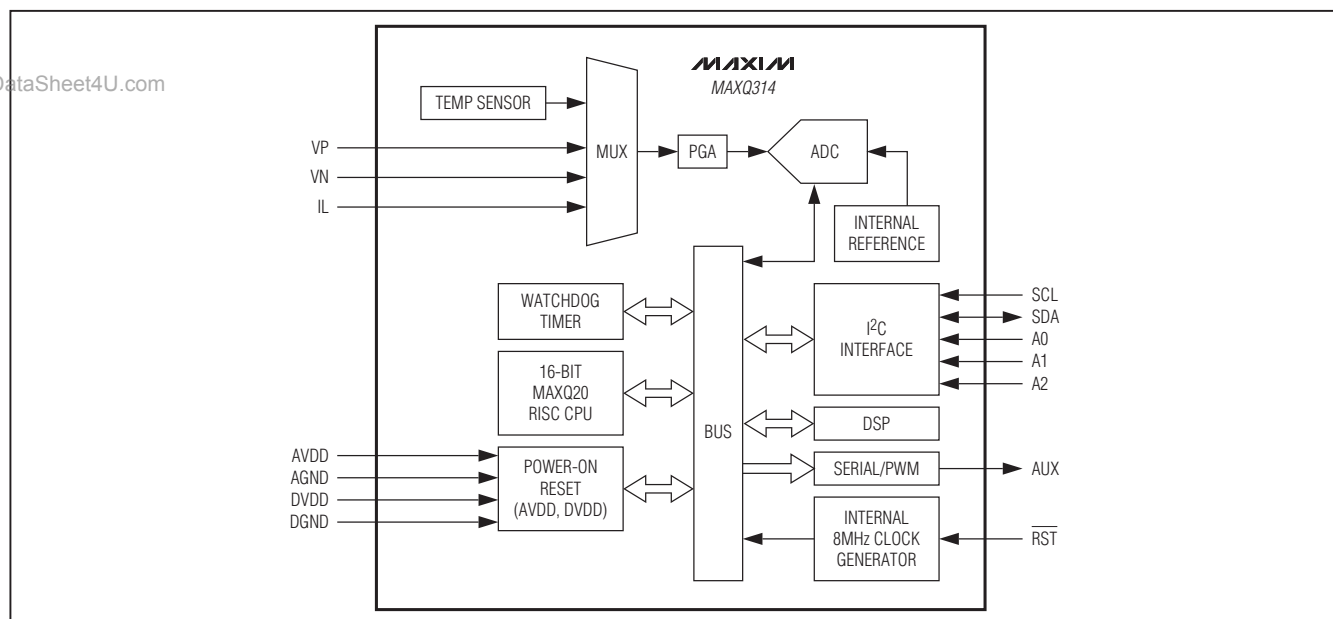 DataSheet4U.com
MAXIM
MAXQ314
TEMP SENSOR
VP
VN
IL
MUX
PGA
ADC
INTERNAL
REFERENCE
WATCHDOG
TIMER
16-BIT
MAXQ20
RISC CPU
AVDD
AGND
DVDD
DGND
POWER-ON
RESET
(AVDD, DVDD)
BUS
I²C
INTERFACE
SCL
SDA
A0
A1
A2
DSP
SERIAL/PWM
AUX
INTERNAL
8MHz CLOCK
GENERATOR
RST